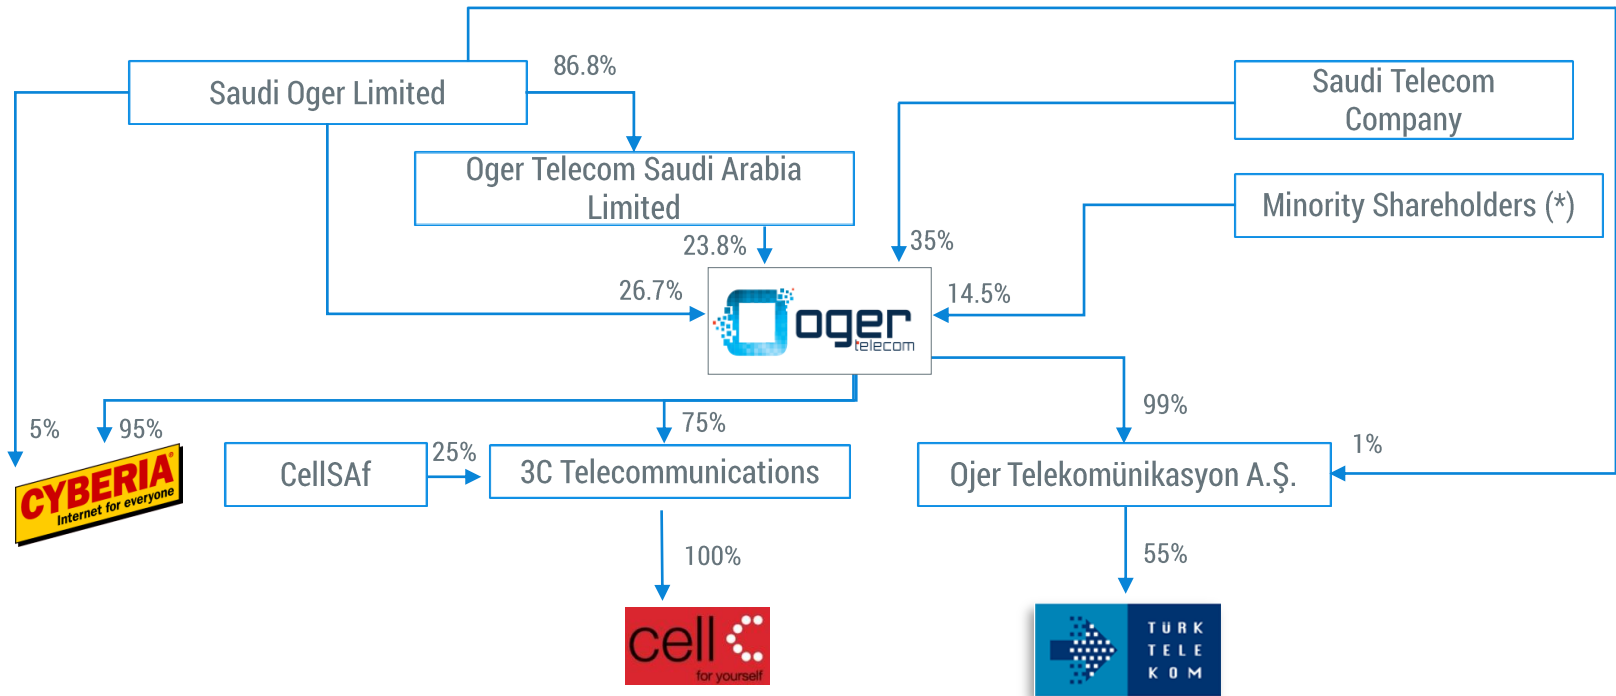 86.8%
Saudi Oger Limited
Saudi Telecom
Company
Oger Telecom Saudi Arabia
Limited
Minority Shareholders (*)
23.8%
35%
26.7%
14.5%
oger
telecom
5%
95%
75%
99%
1%
CYBERIA®
Internet for everyone
CellSAf
25%
3C Telecommunications
Ojer Telekomünikasyon A.Ş.
100%
55%
cell C
for yourself
TÜRK
TELE
KOM